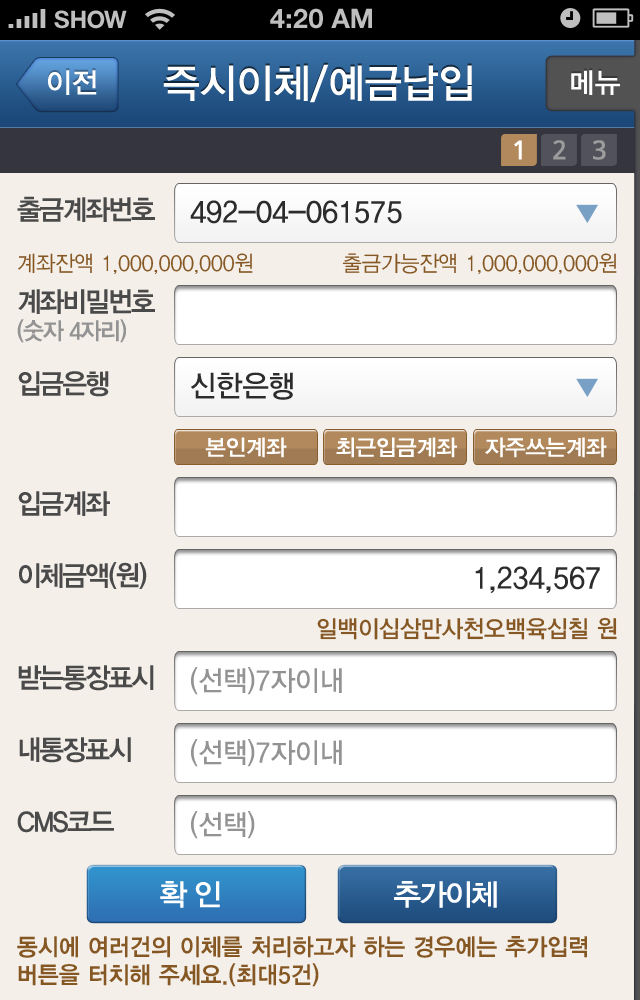 SHOW 4:20 AM
이전 즉시이체/예금납입 메뉴
1 2 3
출금계좌번호 492-04-061575
계좌잔액 1,000,000,000원 출금가능잔액 1,000,000,000원
계좌비밀번호
(숫자 4자리)
입금은행 신한은행
본인계좌 최근입금계좌 자주쓰는계좌
입금계좌
이체금액(원) 1,234,567
일백이십삼만사천오백육십칠 원
받는통장표시 (선택)7자이내
내통장표시 (선택)7자이내
CMS코드 (선택)
확 인 추가이체
동시에 여러건의 이체를 처리하고자 하는 경우에는 추가입력
버튼을 터치해 주세요.(최대5건)